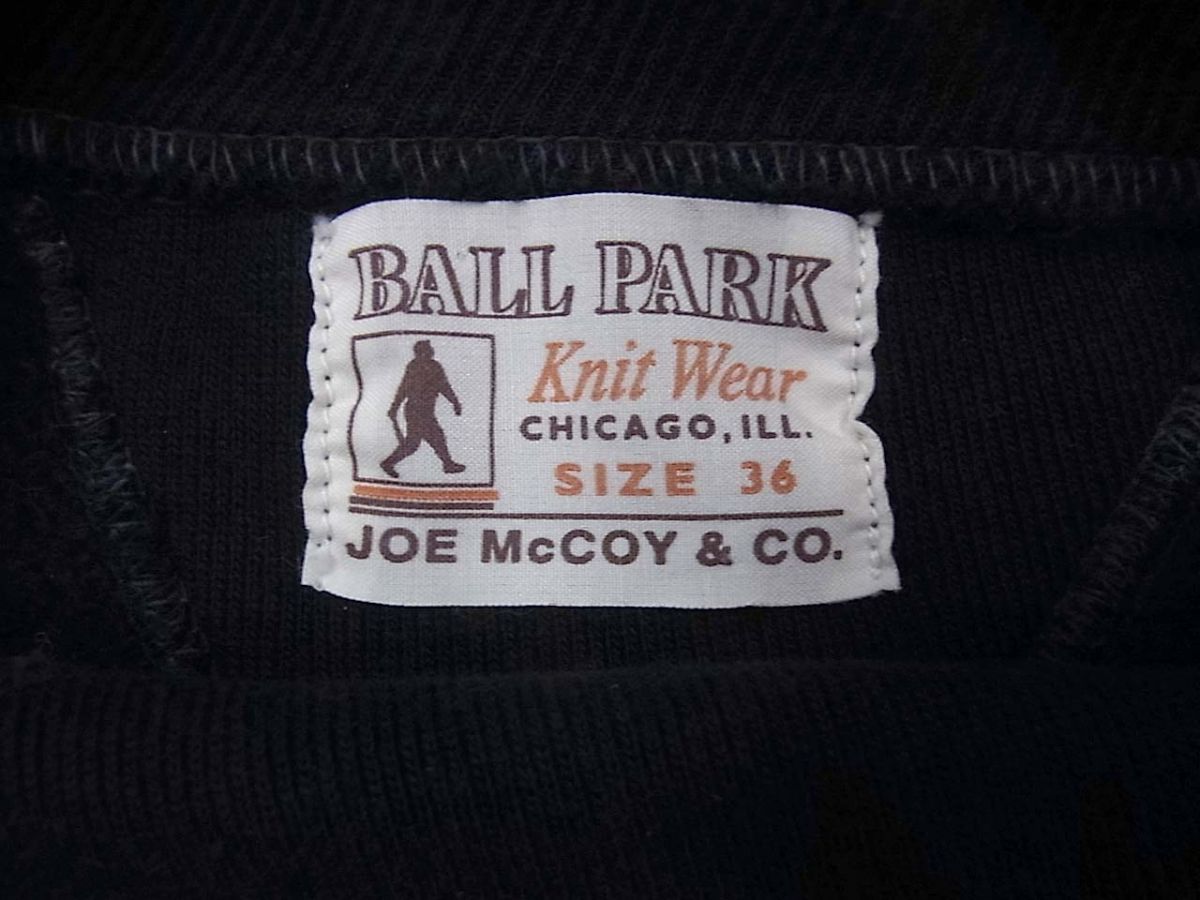 BALL PARK
Knit Wear
CHICAGO, ILL.
SIZE 36
JOE McCOY & CO.